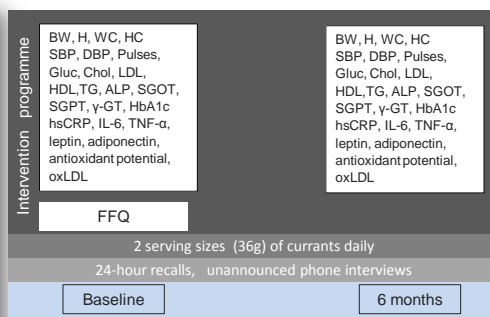 Intervention programme
BW, H, WC, HC
SBP, DBP, Pulses,
Gluc, Chol, LDL,
HDL,TG, ALP, SGOT,
SGPT, γ-GT, HbA1c
hsCRP, IL-6, TNF-α,
leptin, adiponectin,
antioxidant potential,
oxLDL
BW, H, WC, HC
SBP, DBP, Pulses,
Gluc, Chol, LDL,
HDL,TG, ALP, SGOT,
SGPT, γ-GT, HbA1c
hsCRP, IL-6, TNF-α,
leptin, adiponectin,
antioxidant potential,
oxLDL
FFQ
2 serving sizes (36g) of currants daily
24-hour recalls, unannounced phone interviews
Baseline
6 months